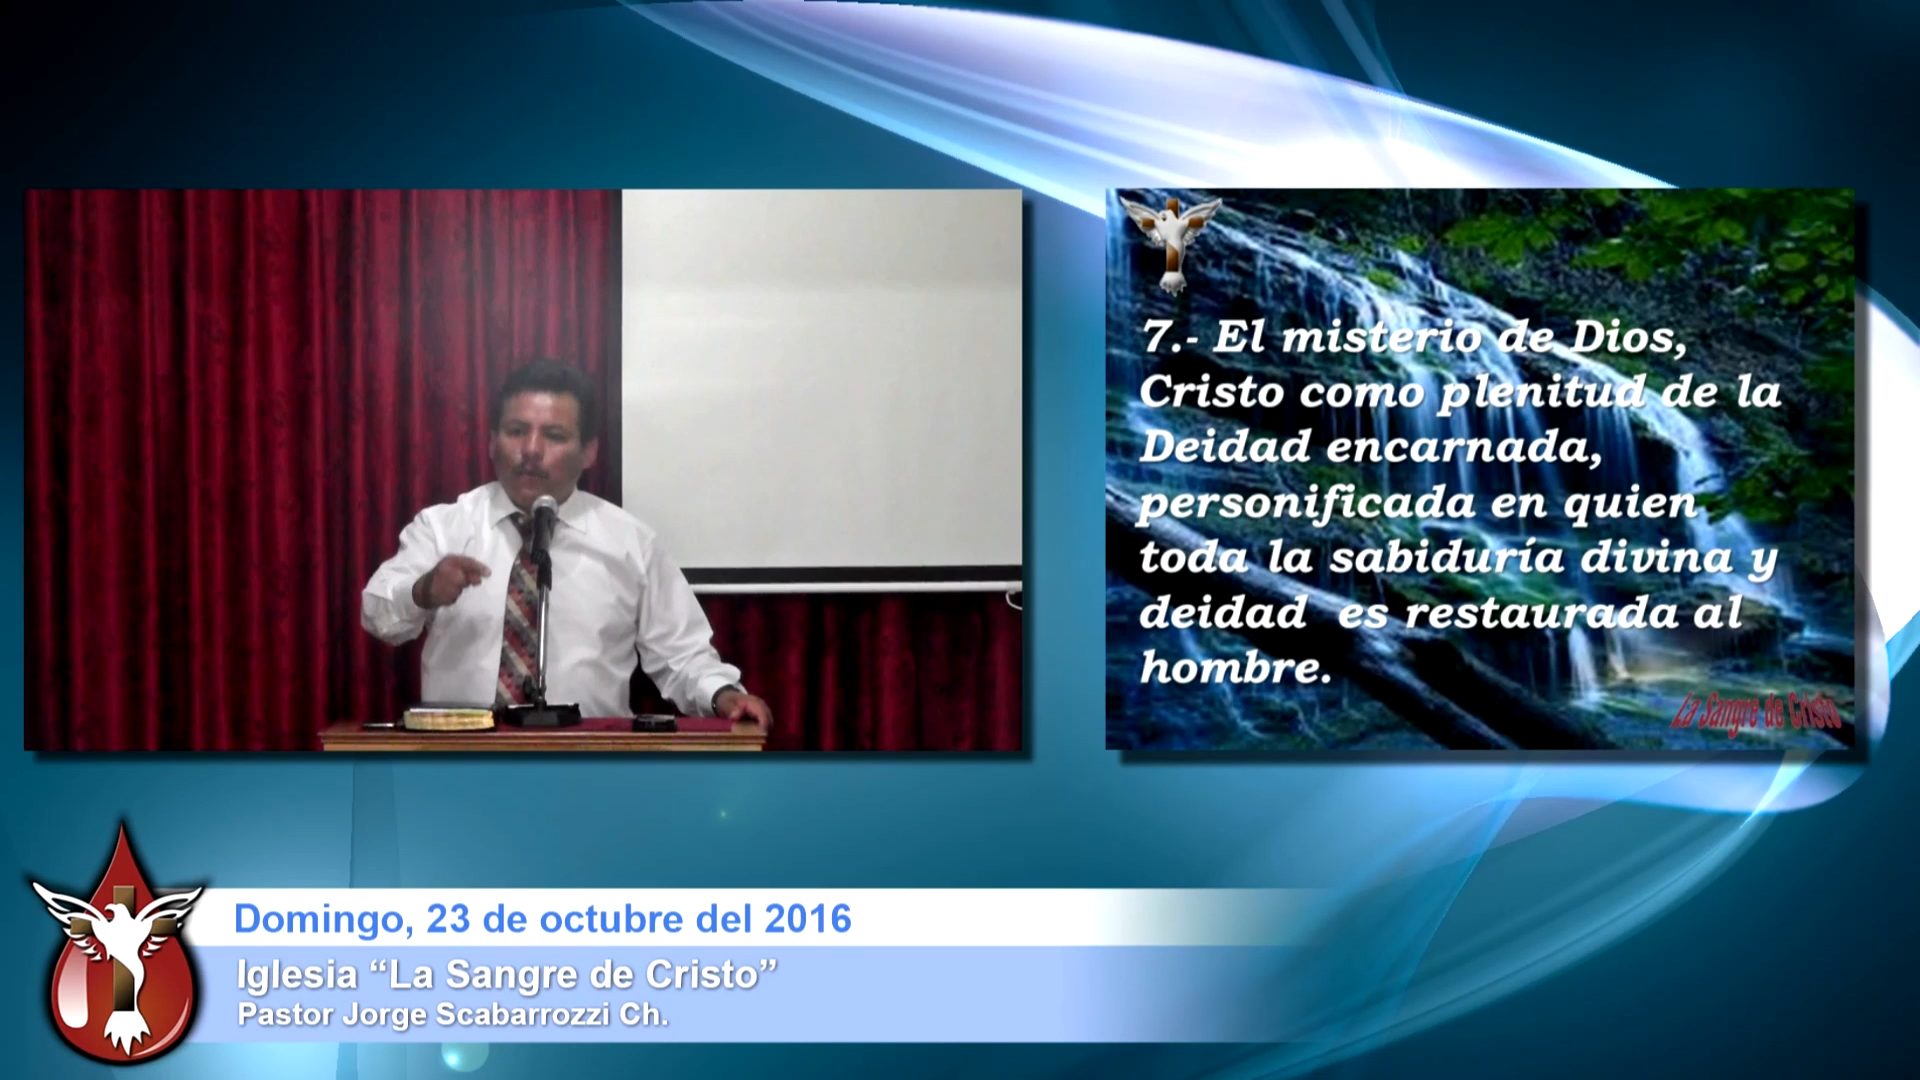 7.- El misterio de Dios,
Cristo como plenitud de la
Deidad encarnada,
personificada en quien
toda la sabiduría divina y
deidad es restaurada al
hombre.
La Sangre de Cristo
Domingo, 23 de octubre del 2016
Iglesia “La Sangre de Cristo”
Pastor Jorge Scabarrozzi Ch.